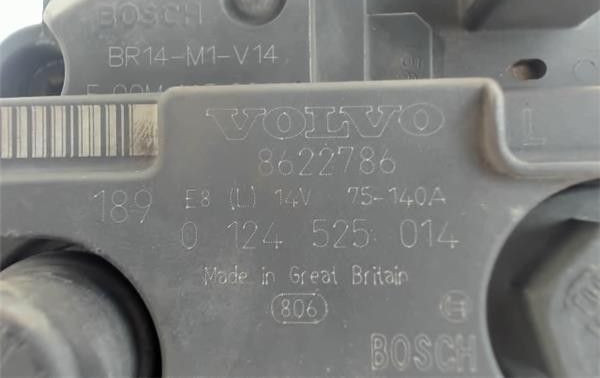 BOSCH
BR14-M1-V14
VOLVO
8622786
L
189 E8 (L) 14V 75-140A
0 124 525 014
Made in Great Britain
806
BOSCH